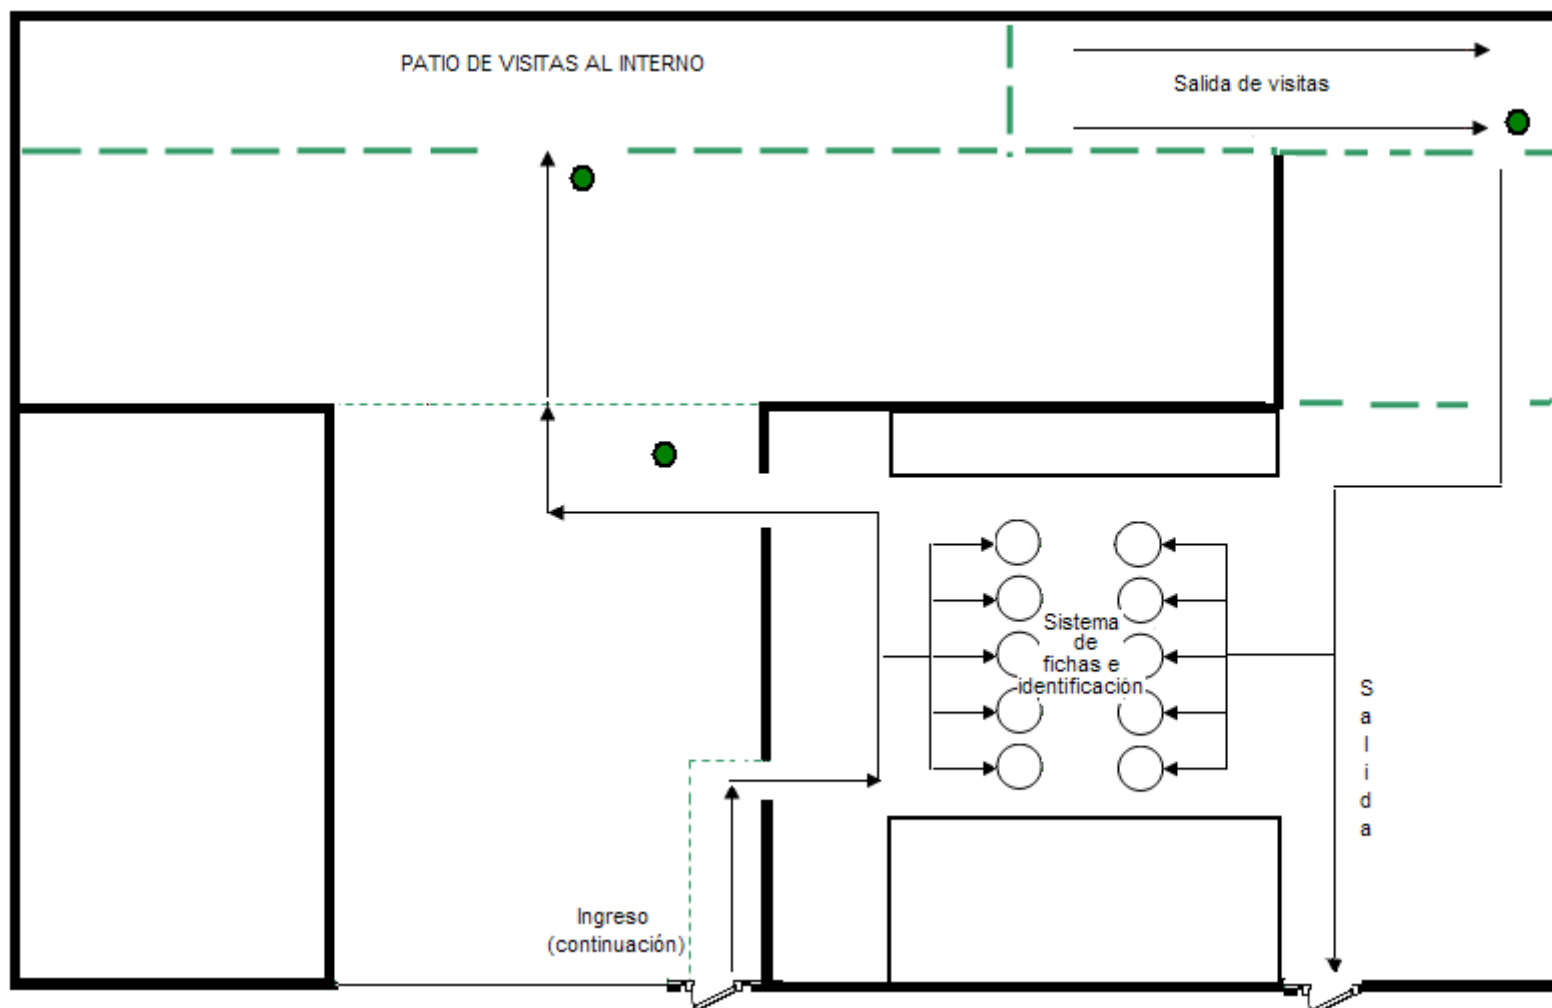 PATIO DE VISITAS AL INTERNO
Salida de visitas
Sistema
de
fichas e
identificación
S
a
l
i
d
a
Ingreso
(continuación)